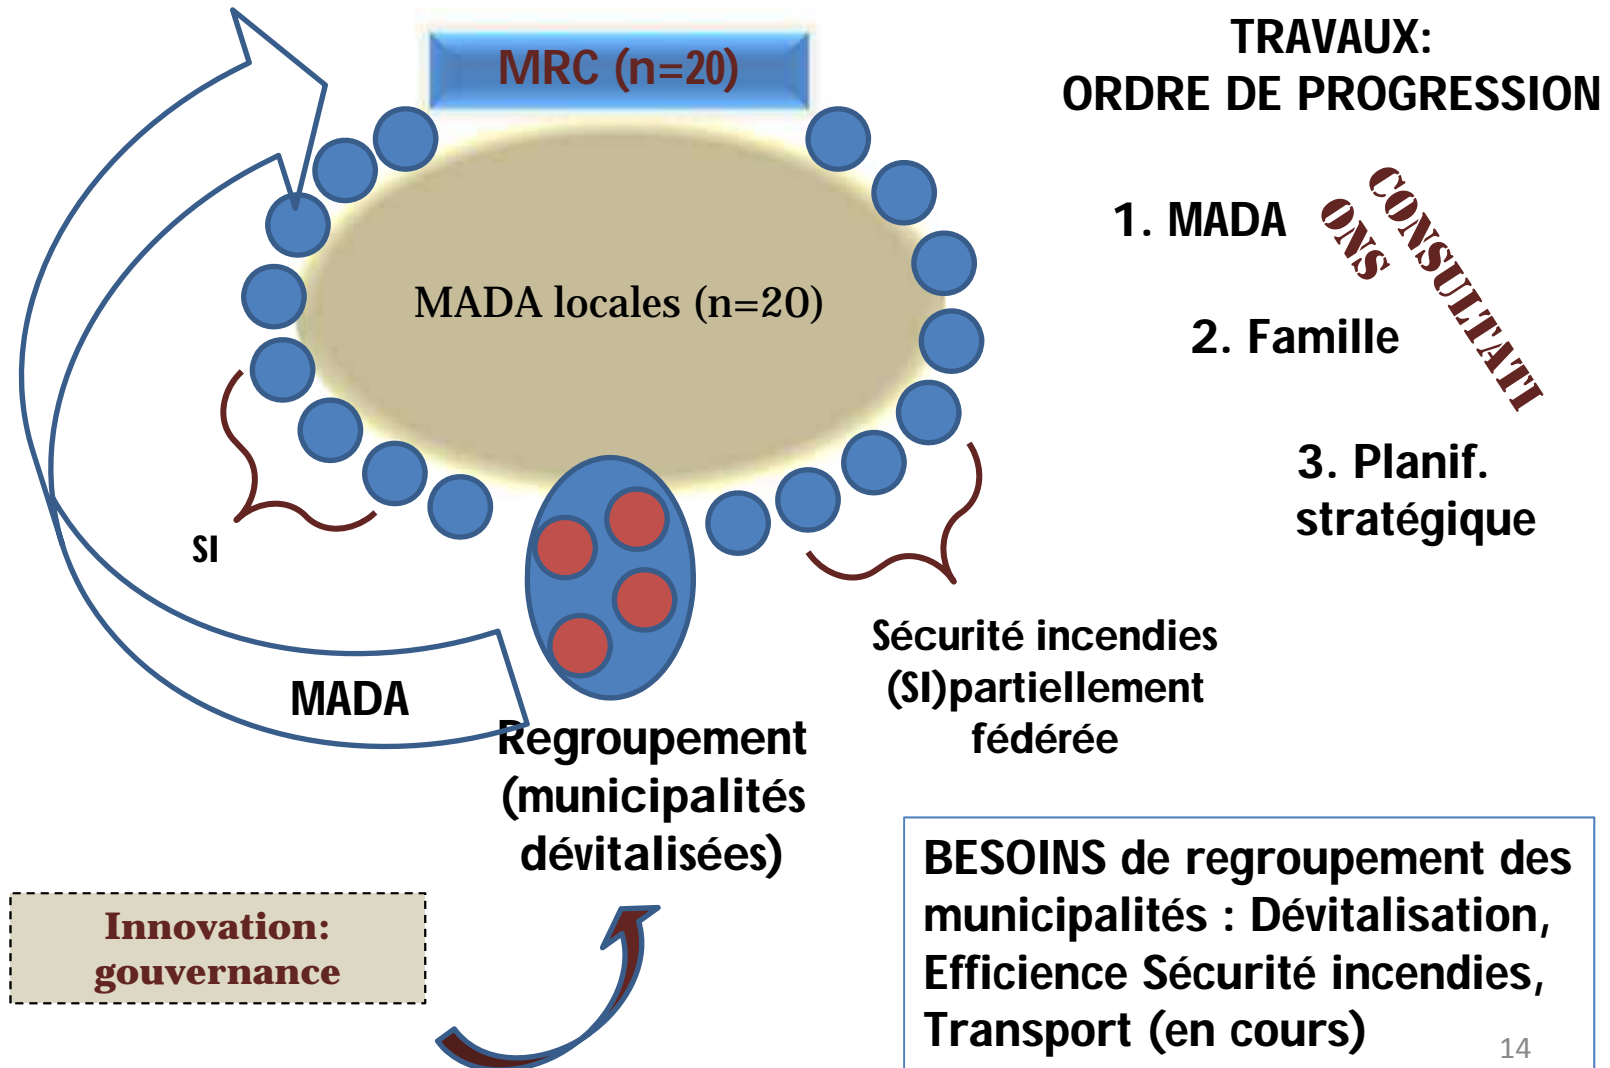 MRC (n=20)
MADA locales (n=20)
SI
MADA
Regroupement
(municipalités
dévitalisées)
Sécurité incendies
(SI)partiellement
fédérée
Innovation:
gouvernance
TRAVAUX:
ORDRE DE PROGRESSION
1. MADA
2. Famille
3. Planif.
stratégique
CONSULTATI
ONS
BESOINS de regroupement des
municipalités : Dévitalisation,
Efficience Sécurité incendies,
Transport (en cours)
14